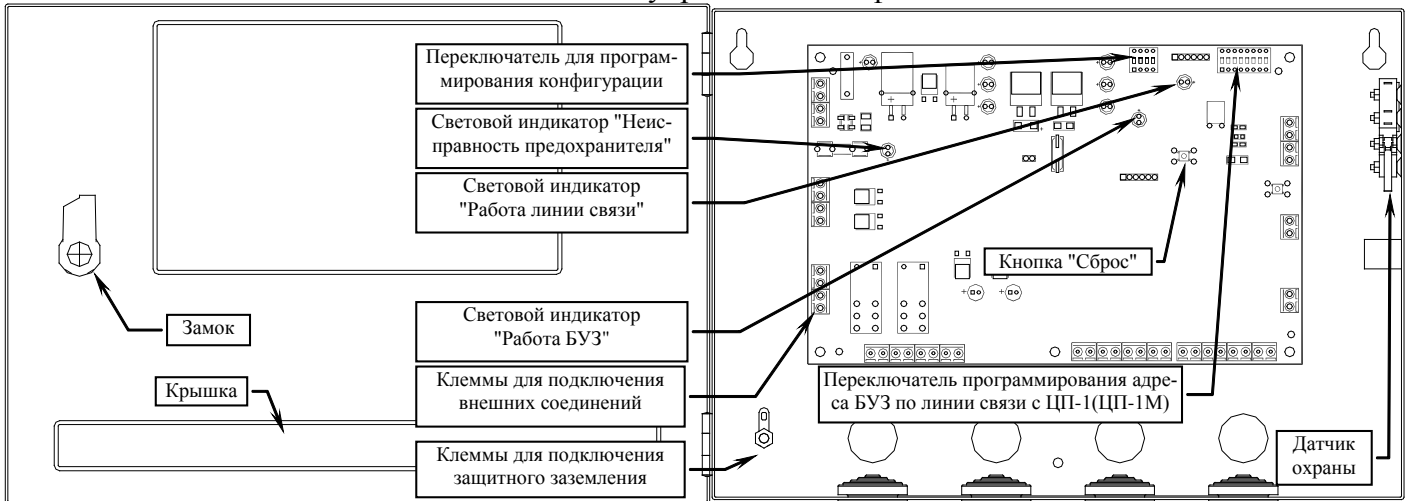 Переключатель для програм-
мирования конфигурации
Световой индикатор "Неис-
правность предохранителя"
Световой индикатор
"Работа линии связи"
Кнопка "Сброс"
Замок
Световой индикатор
"Работа БУЗ"
Крышка
Клеммы для подключения
внешних соединений
Переключатель программирования адре-
са БУЗ по линии связи с ЦП-1(ЦП-1М)
Клеммы для подключения
защитного заземления
Датчик
охраны